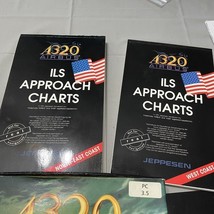 A320
AIRBUS
ILS
APPROACH
CHARTS
NORTH-EAST COAST
A320
AIRBUS
ILS
APPROACH
CHARTS
JEPPESEN
WEST COAST
PC
3.5
A320